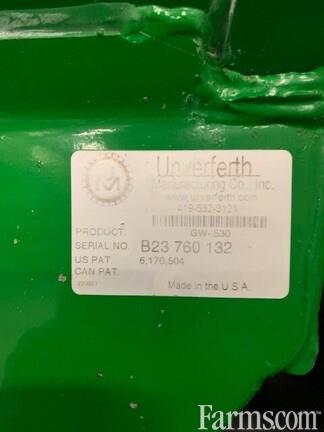 Unverferth
Manufacturing Co., Inc.
www.unverferth.com
419-532-3121
PRODUCT: GW-530
SERIAL NO. B23 760 132
US PAT. 6,176,504
CAN PAT.
Made in the U.S.A.
Farms.com™